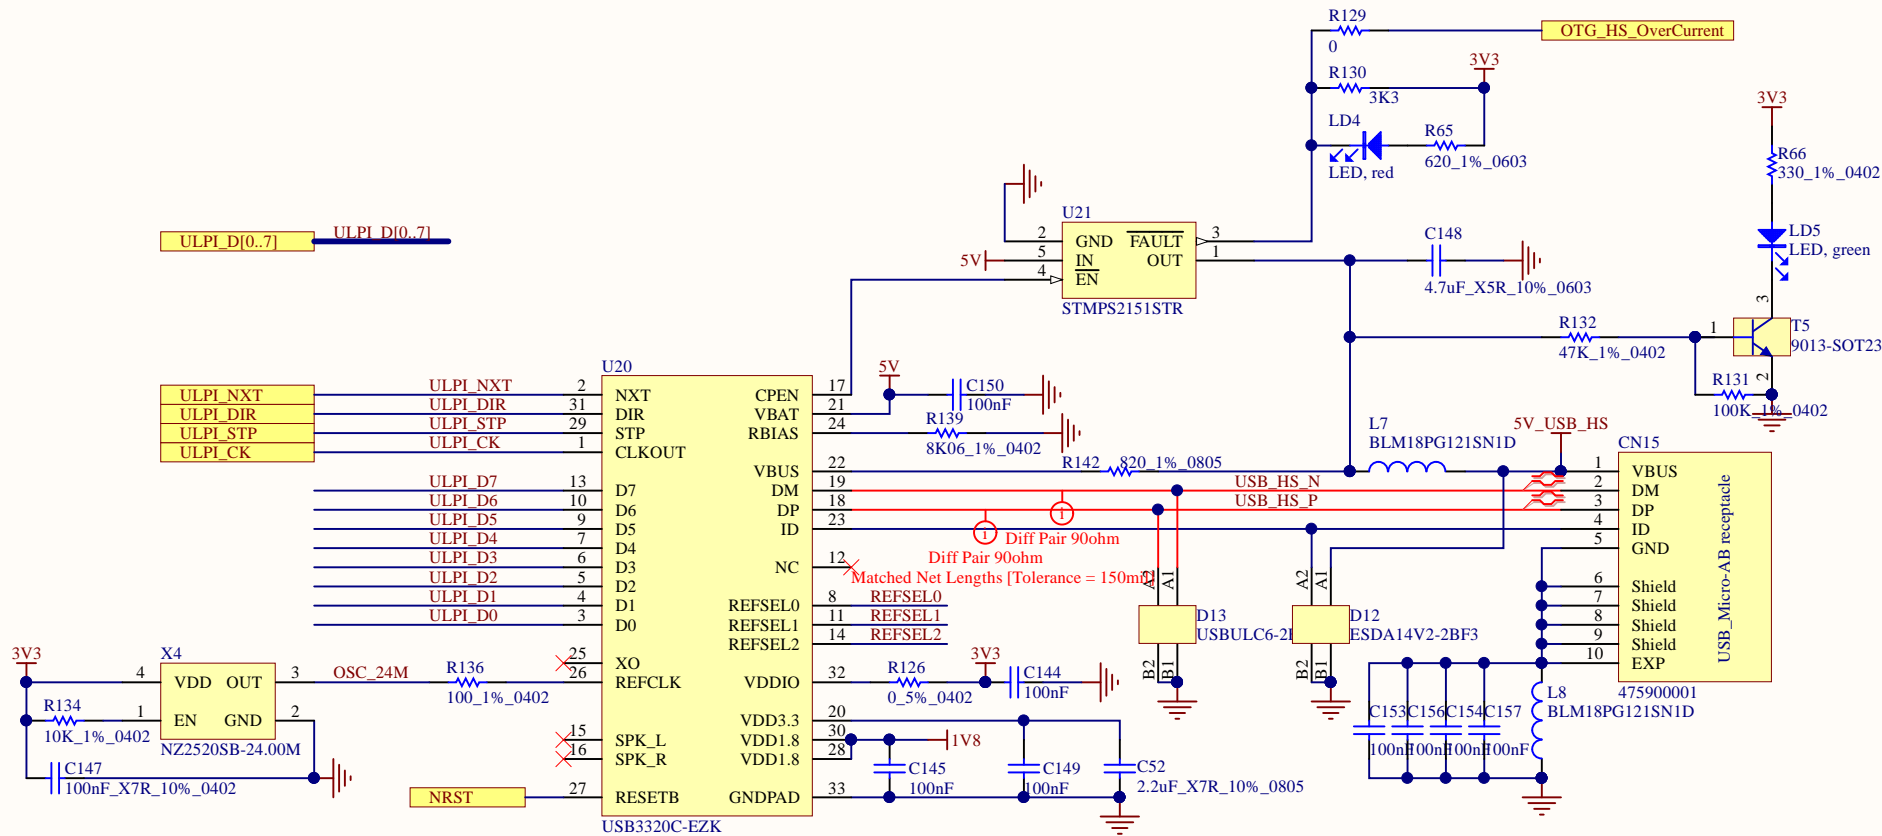 R129
0
OTG_HS_OverCurrent
R130
3K3
3V3
LD4
LED, red
R65
620_1%_0603
3V3
R66
330_1%_0402
LD5
LED, green
3
1
T5
9013-SOT23
2
R132
47K_1%_0402
R131
100K_1%_0402
ULPI_D[0..7]
ULPI_D[0..7]
U21
2 GND
5V
5 IN
4 EN
FAULT 3
OUT 1
STMPS2151STR
C148
4.7uF_X5R_10%_0603
U20
ULPI_NXT ULPI_NXT 2 NXT
ULPI_DIR ULPI_DIR 31 DIR
ULPI_STP ULPI_STP 29 STP
ULPI_CK ULPI_CK 1 CLKOUT
ULPI_D7 13 D7
ULPI_D6 10 D6
ULPI_D5 9 D5
ULPI_D4 7 D4
ULPI_D3 6 D3
ULPI_D2 5 D2
ULPI_D1 4 D1
ULPI_D0 3 D0
25 XO
26 REFCLK
15 SPK_L
16 SPK_R
NRST 27 RESETB
CPEN 17
VBAT 21
RBIAS 24
VBUS 22
DM 19
DP 18
ID 23
NC 12
REFSEL0 8 REFSEL0
REFSEL1 11 REFSEL1
REFSEL2 14 REFSEL2
VDDIO 32
VDD3.3 20
VDD1.8 30
VDD1.8 28
GNDPAD 33
USB3320C-EZK
5V
C150
100nF
R139
8K06_1%_0402
R142
820_1%_0805
L7
BLM18PG121SN1D
5V_USB_HS
USB_HS_N
USB_HS_P
i
i
Diff Pair 90ohm
Diff Pair 90ohm
Matched Net Lengths [Tolerance = 150mil]
A2
A1
D13
B2
B1
A2
A1
D12
ESDA14V2-2BF3
B2
B1
CN15
1 VBUS
2 DM
3 DP
4 ID
5 GND
6 Shield
7 Shield
8 Shield
9 Shield
10 EXP
USB_Micro-AB receptacle
475900001
L8
BLM18PG121SN1D
C153
C156
C154
C157
100nF
100nF
100nF
100nF
3V3
X4
4 VDD
1 EN
OUT 3
GND 2
NZ2520SB-24.00M
OSC_24M
R136
100_1%_0402
R134
10K_1%_0402
C147
100nF_X7R_10%_0402
R126
0_5%_0402
3V3
C144
100nF
1V8
C145
100nF
C149
100nF
C52
2.2uF_X7R_10%_0805